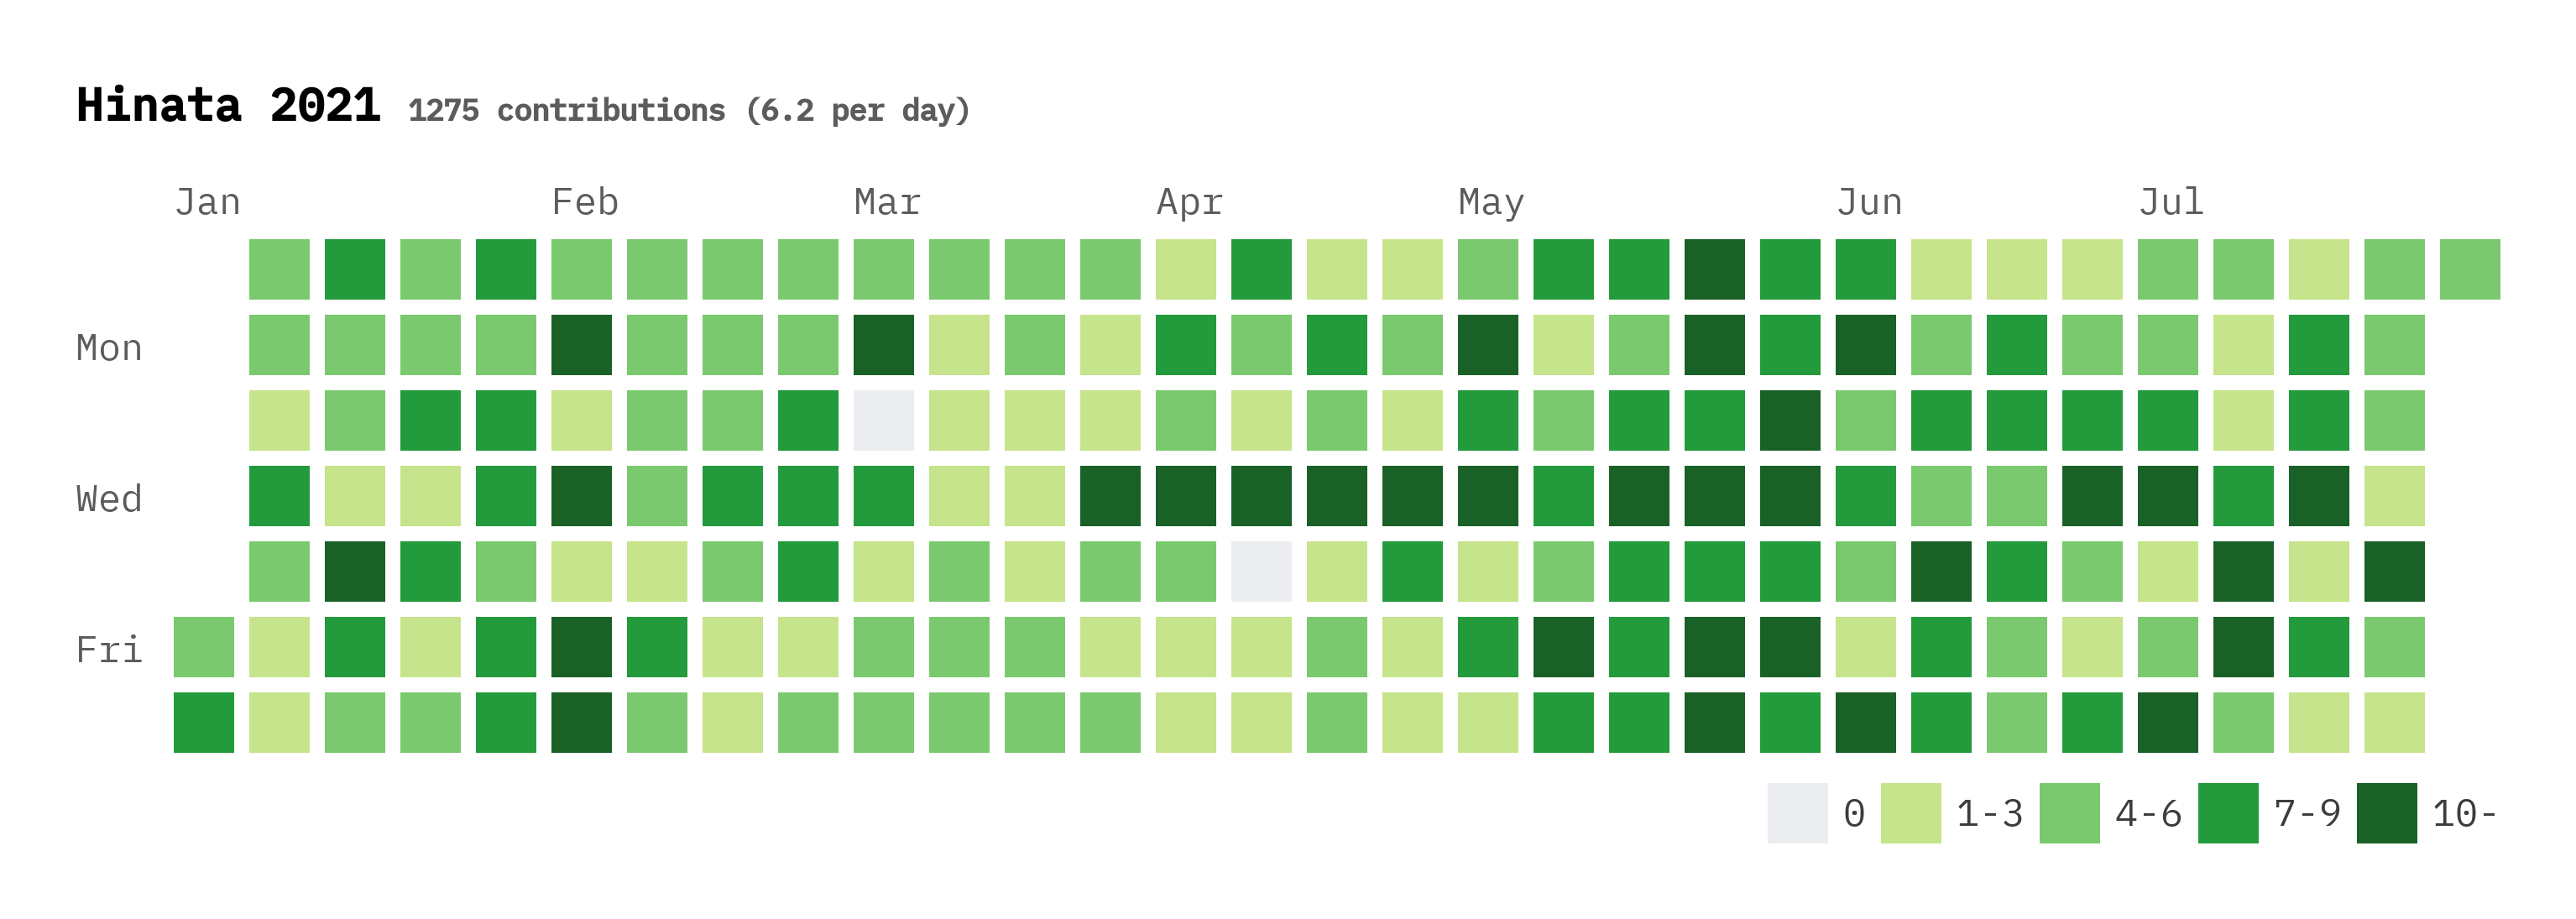 Hinata 2021 1275 contributions (6.2 per day)
Jan Feb Mar Apr May Jun Jul
Mon
Wed
Fri
0 1-3 4-6 7-9 10-